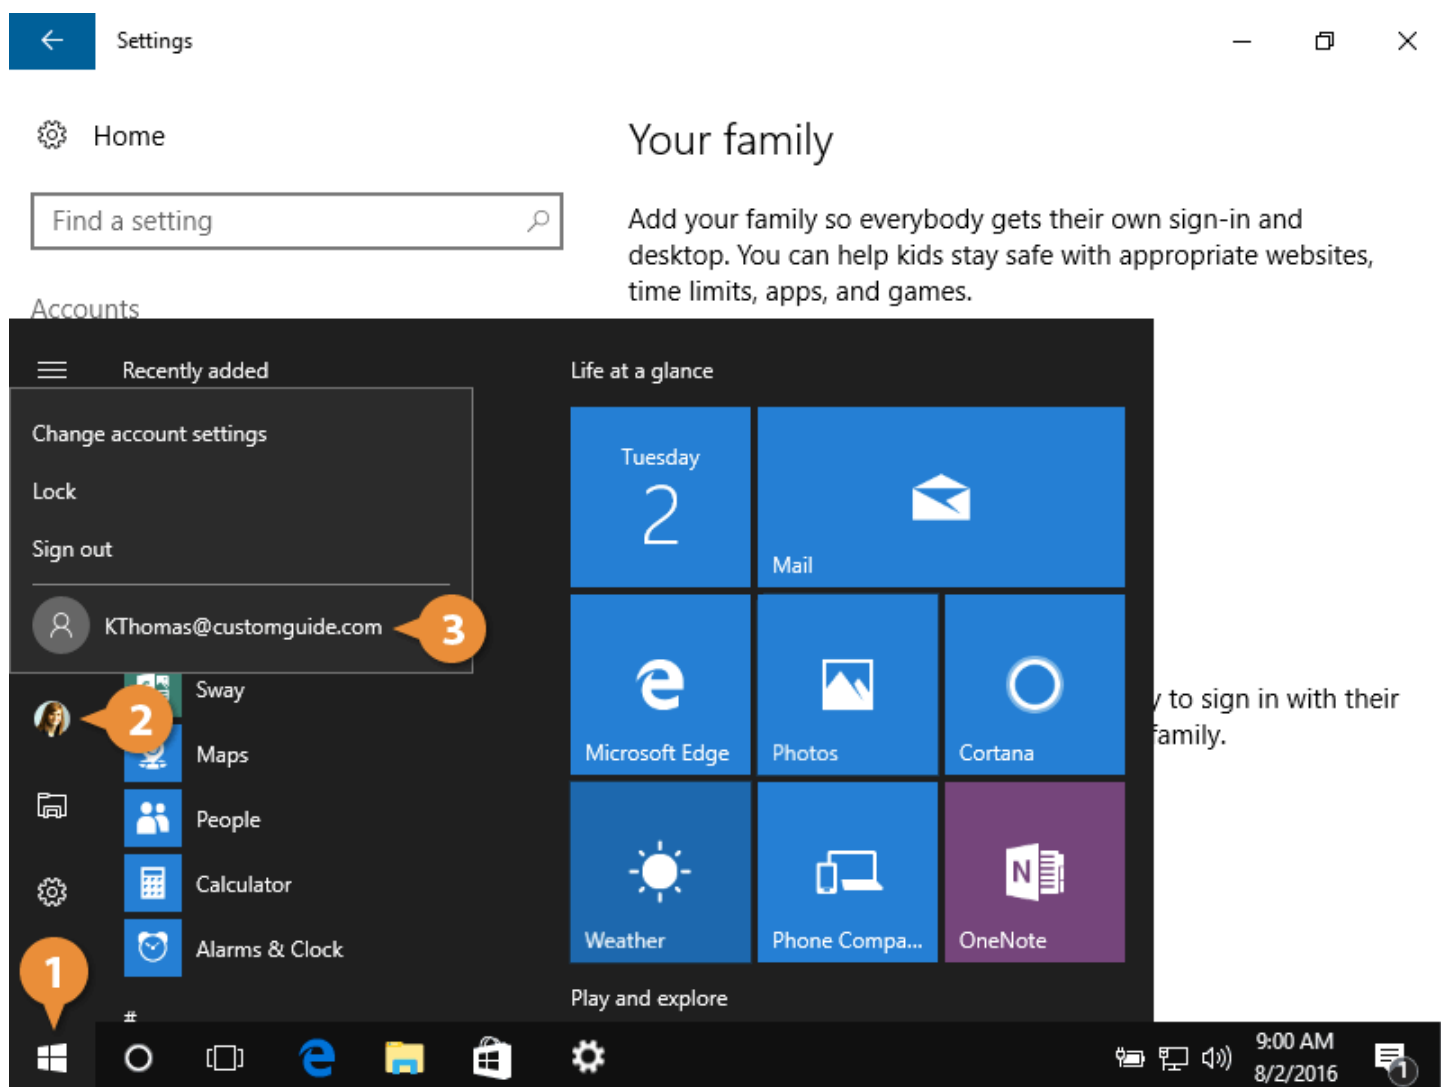 Settings
Home
Find a setting
Accounts
Your family
Add your family so everybody gets their own sign-in and
desktop. You can help kids stay safe with appropriate websites,
time limits, apps, and games.
y to sign in with their
family.
Recently added
Change account settings
Lock
Sign out
KThomas@customguide.com
3
2
Sway
Maps
People
Calculator
Alarms & Clock
#
1
Life at a glance
Tuesday
2
Mail
Microsoft Edge
Photos
Cortana
Weather
Phone Compa...
N
OneNote
Play and explore
9:00 AM
8/2/2016
1